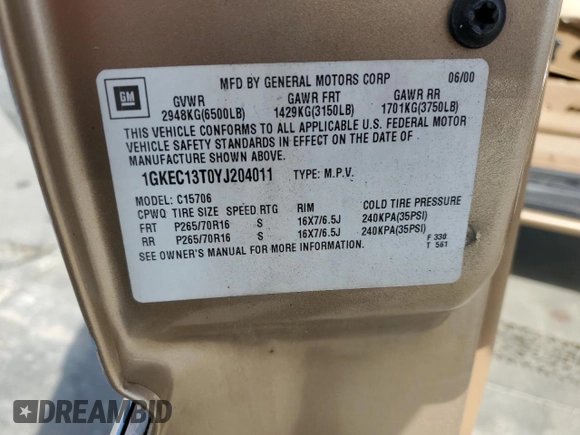 GM
MFD BY GENERAL MOTORS CORP 06/00
GVWR GAWR FRT GAWR RR
2948KG(6500LB) 1429KG(3150LB) 1701KG(3750LB)
THIS VEHICLE CONFORMS TO ALL APPLICABLE U.S. FEDERAL MOTOR
VEHICLE SAFETY STANDARDS IN EFFECT ON THE DATE OF
MANUFACTURE SHOWN ABOVE.
1GKEC13T0YJ204011 TYPE: M.P.V.
MODEL: C15706
CPWQ TIRE SIZE SPEED RTG RIM COLD TIRE PRESSURE
FRT P265/70R16 S 16X7/6.5J 240KPA(35PSI)
RR P265/70R16 S 16X7/6.5J 240KPA(35PSI)
SEE OWNER'S MANUAL FOR MORE INFORMATION.
F 338
T 561
DREAMBID